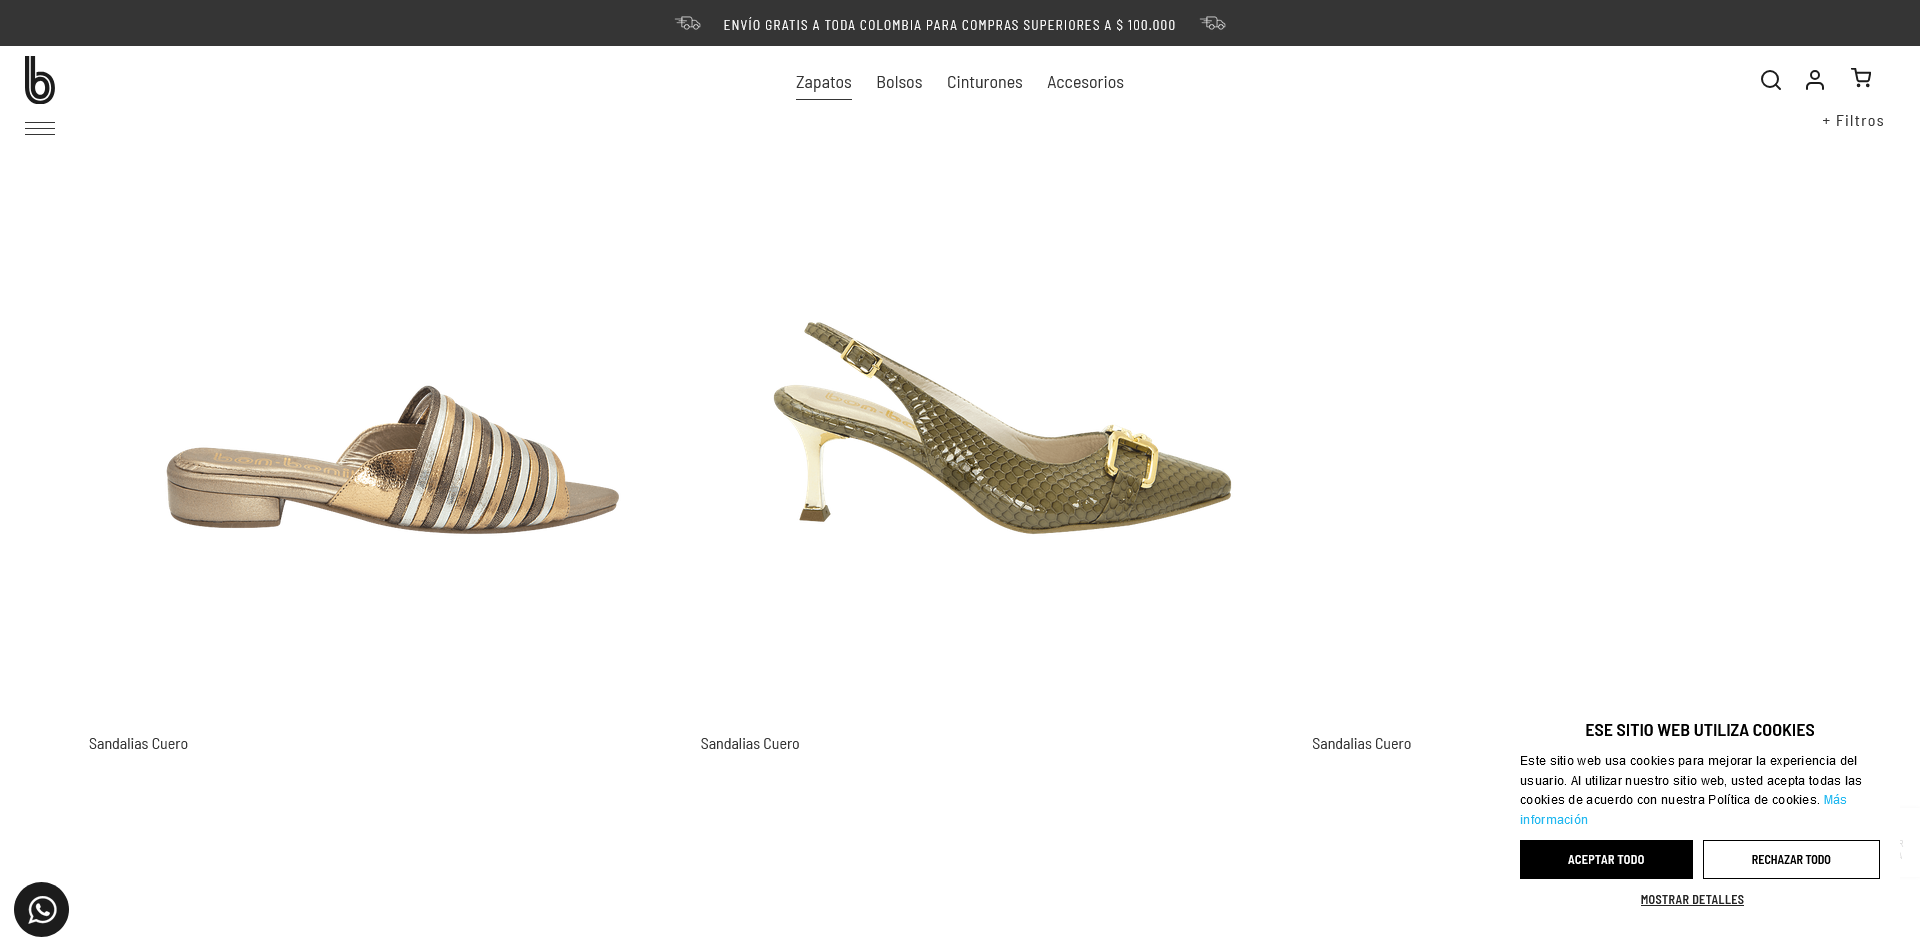 ENVÍO GRATIS A TODA COLOMBIA PARA COMPRAS SUPERIORES A $ 100.000
b
Zapatos Bolsos Cinturones Accesorios
+ Filtros
Sandalias Cuero
Sandalias Cuero
Sandalias Cuero
ESE SITIO WEB UTILIZA COOKIES
Este sitio web usa cookies para mejorar la experiencia del
usuario. Al utilizar nuestro sitio web, usted acepta todas las
cookies de acuerdo con nuestra Política de cookies. Más
información
ACEPTAR TODO
RECHAZAR TODO
MOSTRAR DETALLES